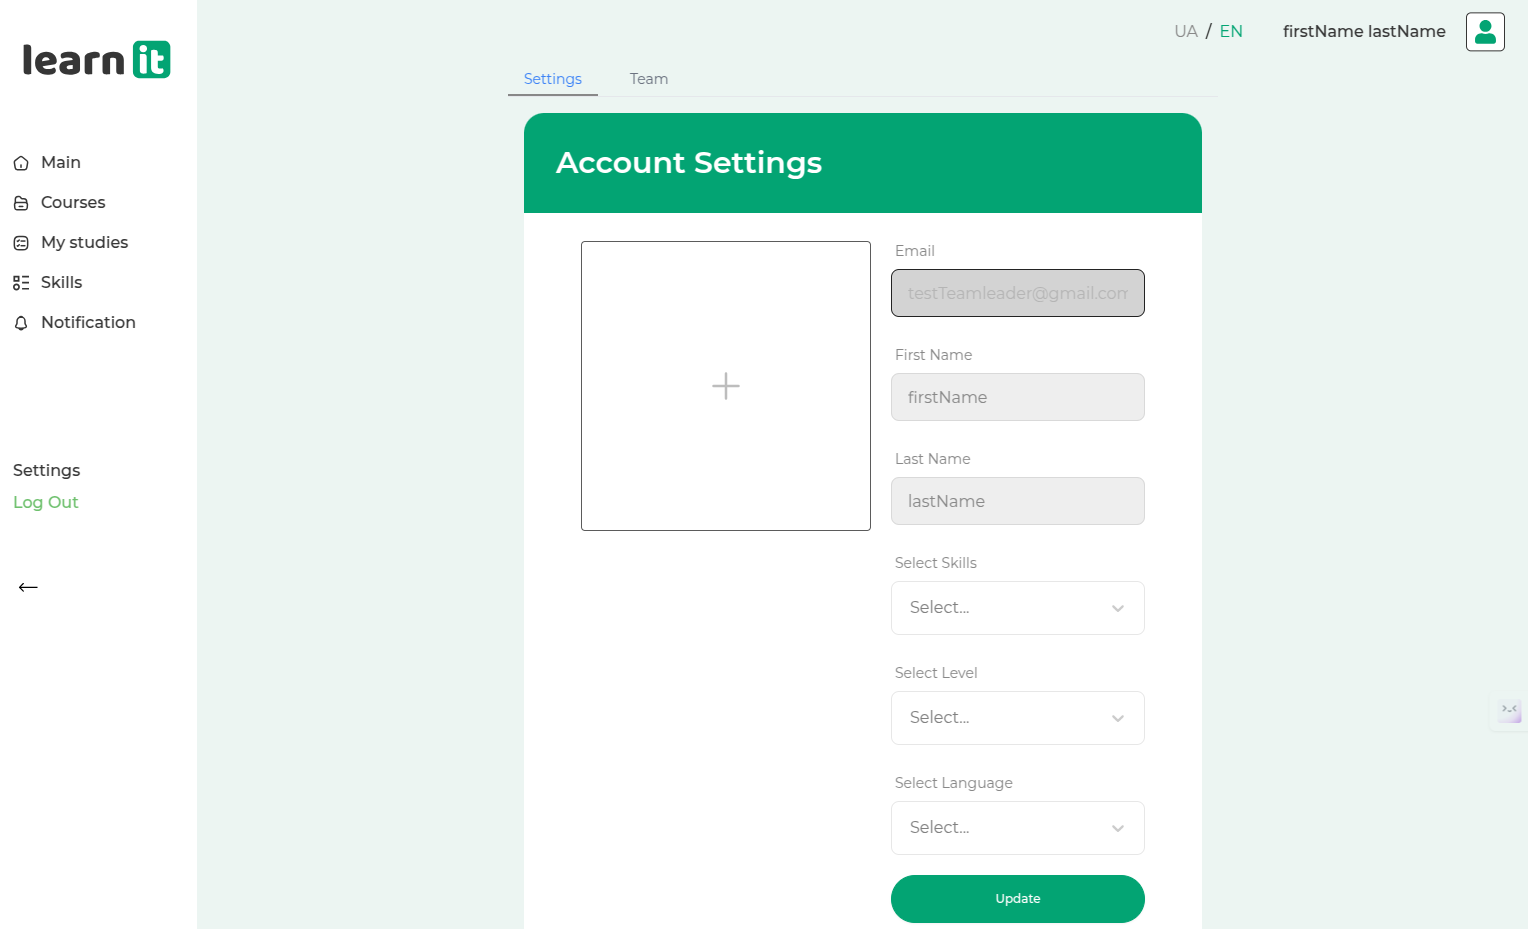 learn it
UA / EN
firstName lastName
Settings
Team
Main
Courses
My studies
Skills
Notification
Settings
Log Out
Account Settings
Email
testTeamleader@gmail.com
First Name
firstName
Last Name
lastName
Select Skills
Select...
Select Level
Select...
Select Language
Select...
Update